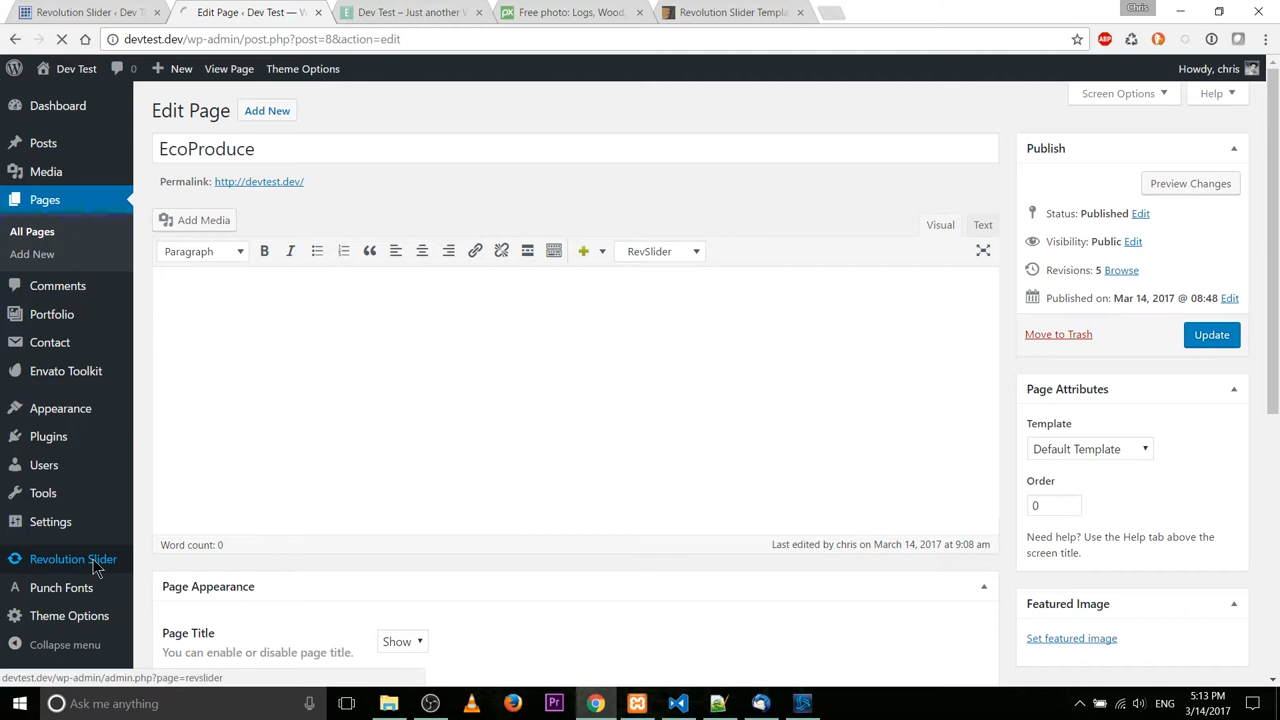 Revolution Slider < Dev T
Edit Page ‹ Dev Test — W
Dev Test – Just another W
Free photo: Logs, Wood,
Revolution Slider Templ
Chris
devtest.dev/wp-admin/post.php?post=8&action=edit
ABP
Dev Test
0
New
View Page
Theme Options
Howdy, chris
Dashboard
Posts
Media
Pages
All Pages
Add New
Comments
Portfolio
Contact
Envato Toolkit
Appearance
Plugins
Users
Tools
Settings
Revolution Slider
Punch Fonts
Theme Options
Collapse menu
Screen Options
Help
Edit Page
Add New
EcoProduce
Permalink: http://devtest.dev/
Add Media
Visual
Text
Paragraph
B
I
RevSlider
Word count: 0
Last edited by chris on March 14, 2017 at 9:08 am
Page Appearance
Page Title
Show
You can enable or disable page title.
Publish
Preview Changes
Status: Published Edit
Visibility: Public Edit
Revisions: 5 Browse
Published on: Mar 14, 2017 @ 08:48 Edit
Move to Trash
Update
Page Attributes
Template
Default Template
Order
0
Need help? Use the Help tab above the
screen title.
Featured Image
Set featured image
devtest.dev/wp-admin/admin.php?page=revslider
Ask me anything
Pr
ENG
5:13 PM
3/14/2017